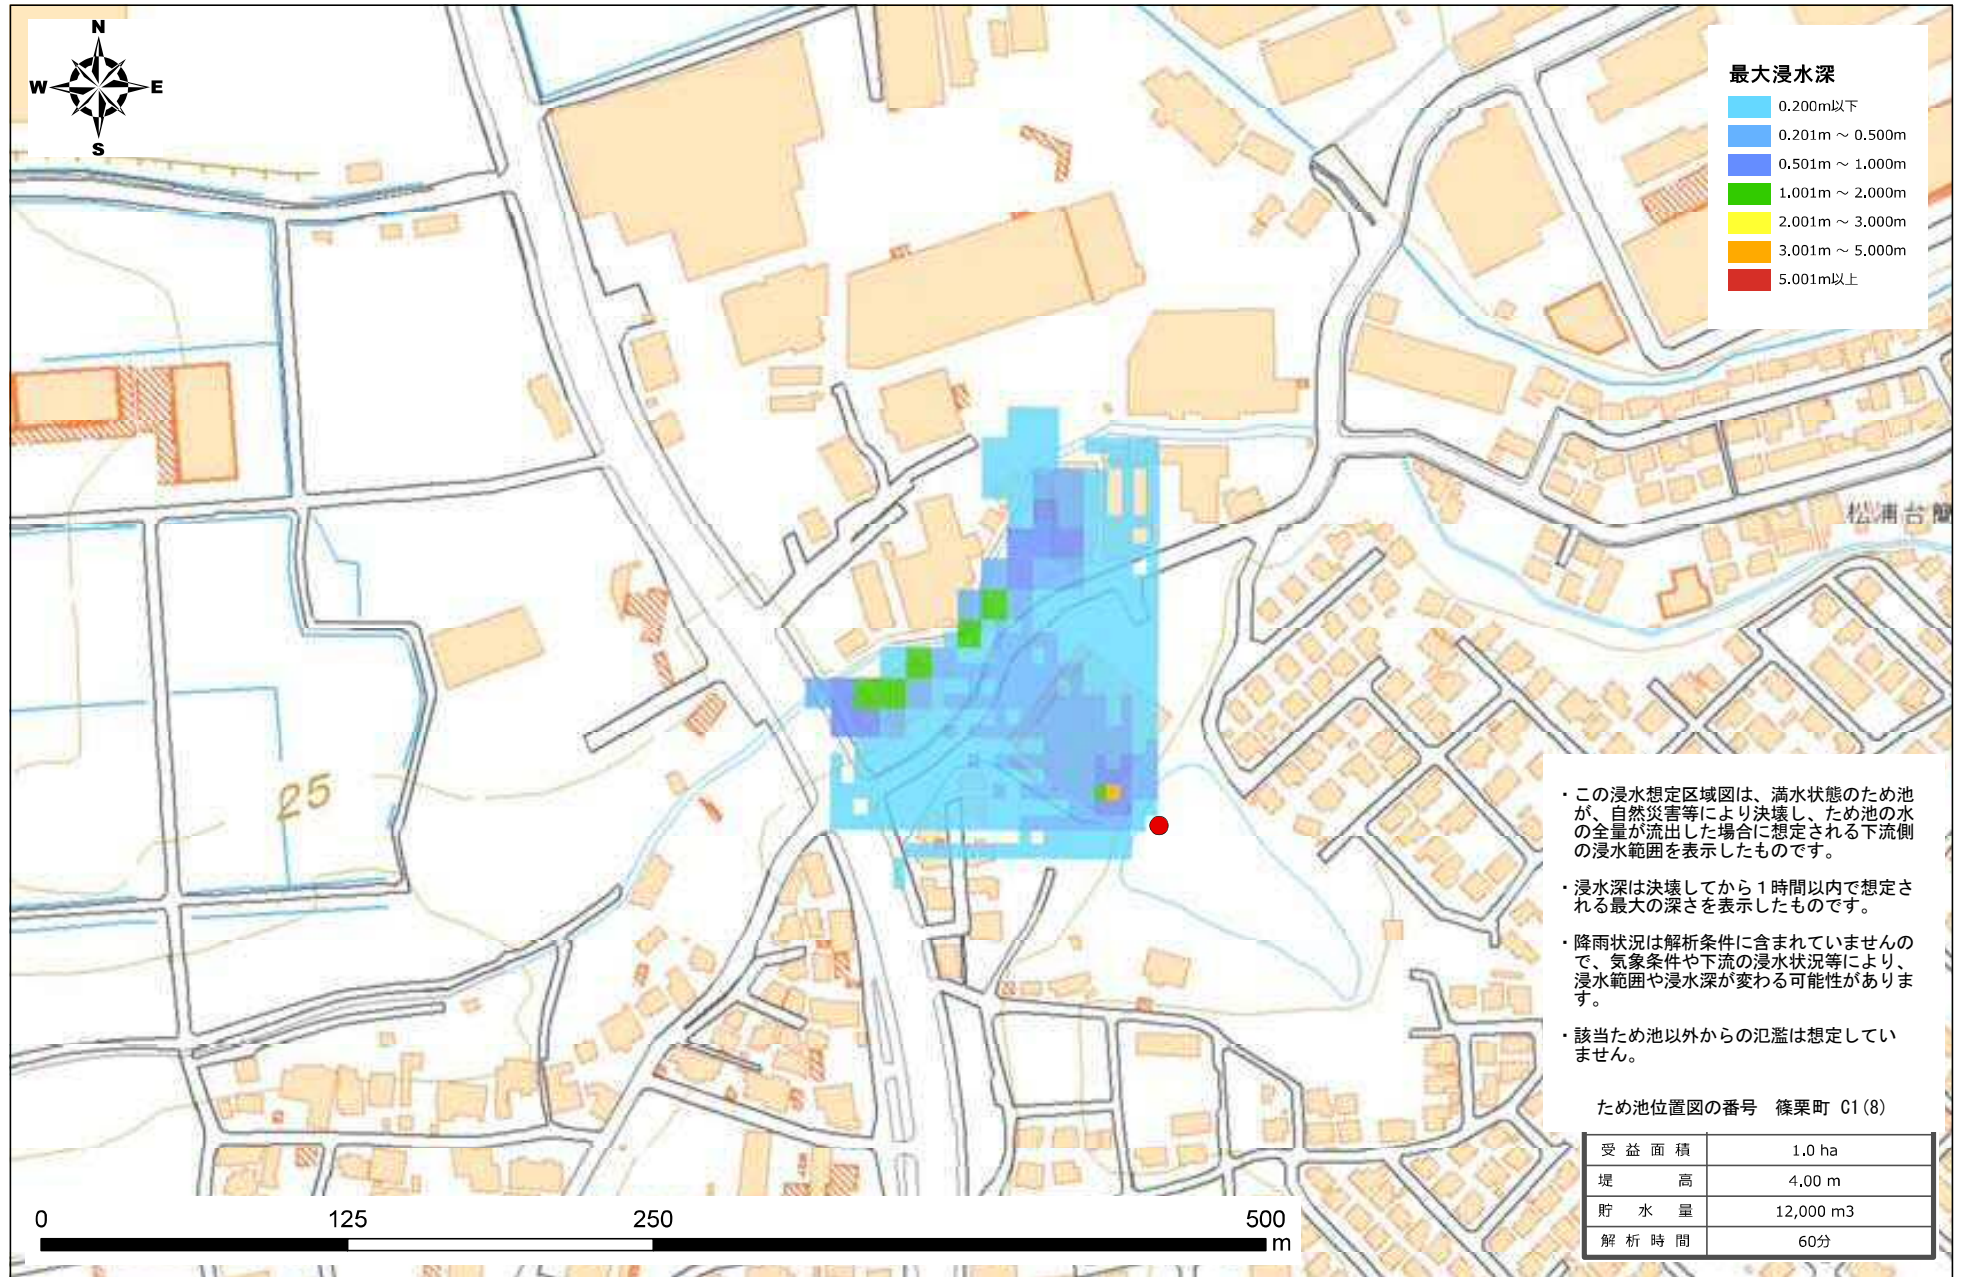 N
W
E
S
最大浸水深
0.200m以下
0.201m ～ 0.500m
0.501m ～ 1.000m
1.001m ～ 2.000m
2.001m ～ 3.000m
3.001m ～ 5.000m
5.001m以上
松浦台
25
・この浸水想定区域図は、満水状態のため池
が、自然災害等により決壊し、ため池の水
の全量が流出した場合に想定される下流側
の浸水範囲を表示したものです。
・浸水深は決壊してから１時間以内で想定さ
れる最大の深さを表示したものです。
・降雨状況は解析条件に含まれていませんの
で、気象条件や下流の浸水状況等により、
浸水範囲や浸水深が変わる可能性がありま
す。
・該当ため池以外からの氾濫は想定してい
ません。
ため池位置図の番号　篠栗町 C1(8)
受益面積 1.0 ha
堤高 4.00 m
貯水量 12,000 m3
解析時間 60分
0 125 250 500
m